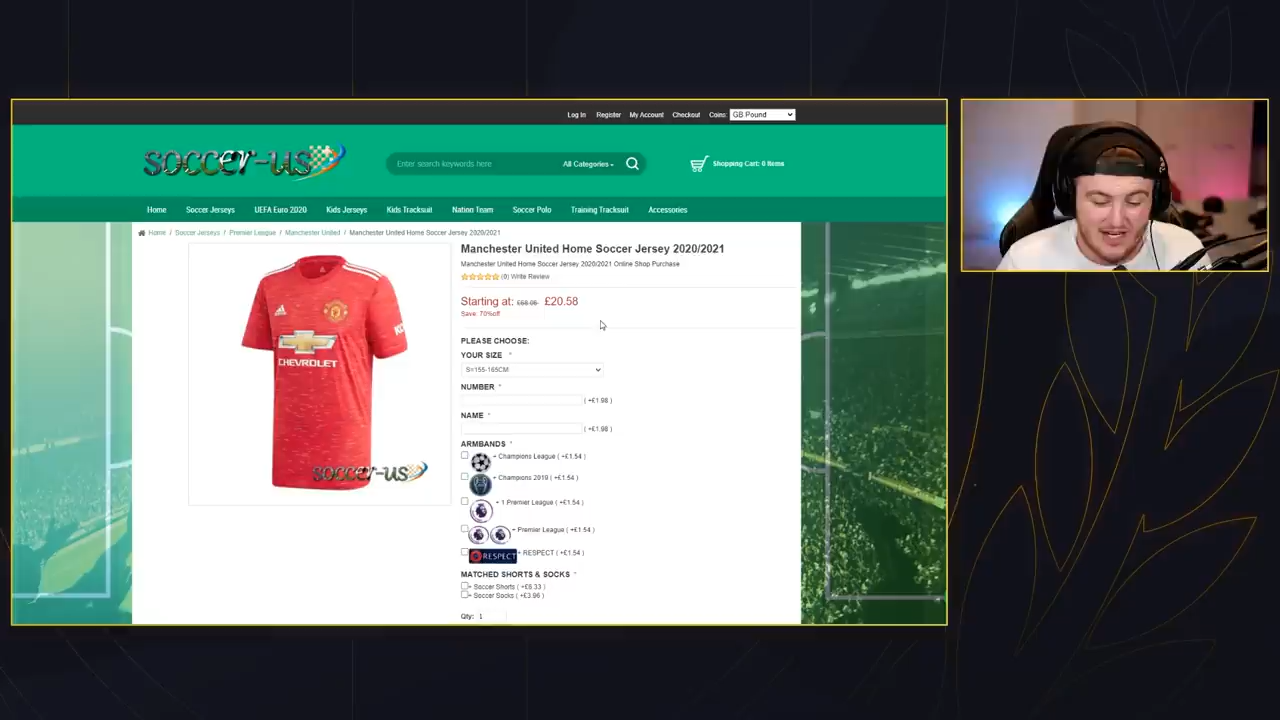 Log In Register My Account Checkout Coins: GB Pound
SOCCER-US
Enter search keywords here All Categories
Shopping Cart: 0 Items
Home Soccer Jerseys UEFA Euro 2020 Kids Jerseys Kids Tracksuit Nation Team Soccer Polo Training Tracksuit Accessories
Home / Soccer Jerseys / Premier League / Manchester United / Manchester United Home Soccer Jersey 2020/2021
Manchester United Home Soccer Jersey 2020/2021
Manchester United Home Soccer Jersey 2020/2021 Online Shop Purchase
(0) Write Review
Starting at: £68.05 £20.58
Save: 70%off
PLEASE CHOOSE:
YOUR SIZE *
S=155-165CM
NUMBER *
( +£1.98 )
NAME *
( +£1.98 )
ARMBANDS *
+ Champions League ( +£1.54 )
+ Champions 2019 ( +£1.54 )
+ 1 Premier League ( +£1.54 )
+ Premier League ( +£1.54 )
RESPECT + RESPECT ( +£1.54 )
MATCHED SHORTS & SOCKS *
+ Soccer Shorts ( +£6.33 )
+ Soccer Socks ( +£3.96 )
Qty: 1
adidas
CHEVROLET
SOCCER-US